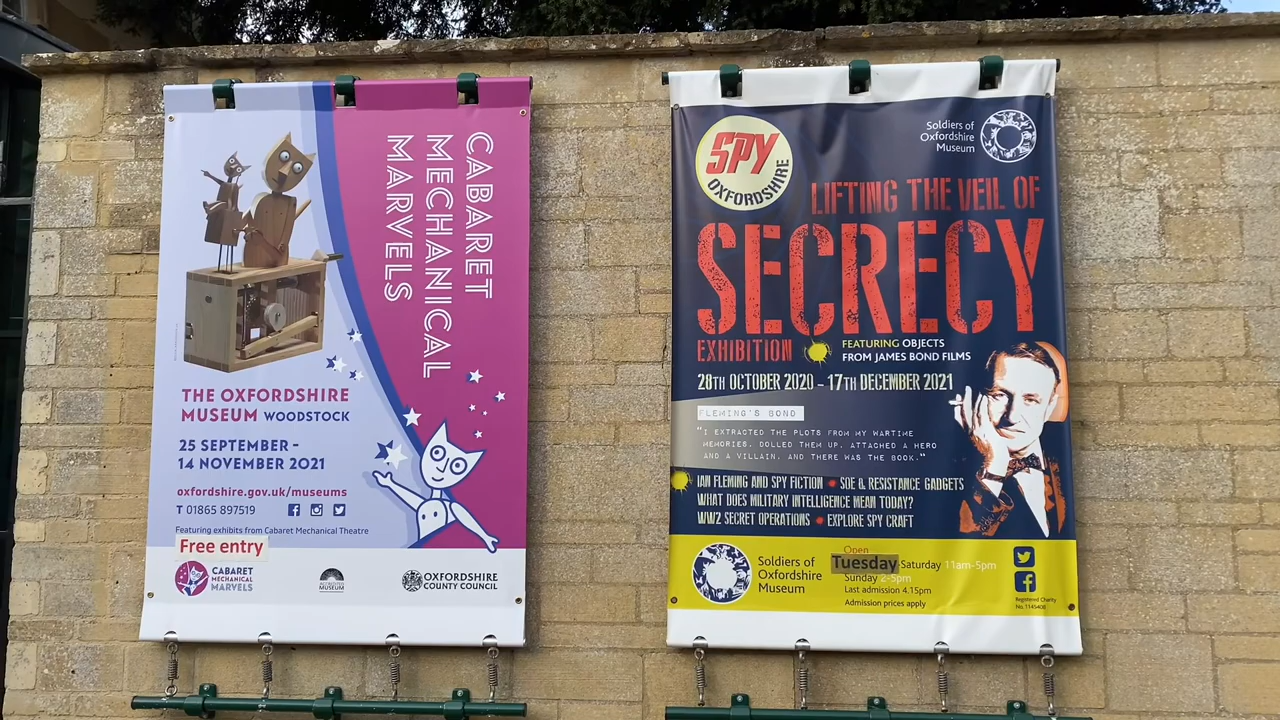 CABARET
MECHANICAL
MARVELS
THE OXFORDSHIRE
MUSEUM WOODSTOCK
25 SEPTEMBER -
14 NOVEMBER 2021
oxfordshire.gov.uk/museums
T 01865 897519
Featuring exhibits from Cabaret Mechanical Theatre
Free entry
CABARET
MECHANICAL
MARVELS
ACCREDITED
MUSEUM
OXFORDSHIRE
COUNTY COUNCIL
SPY
OXFORDSHIRE
Soldiers of
Oxfordshire
Museum
LIFTING THE VEIL OF
SECRECY
EXHIBITION
FEATURING OBJECTS
FROM JAMES BOND FILMS
28TH OCTOBER 2020 - 17TH DECEMBER 2021
FLEMING'S BOND
"I EXTRACTED THE PLOTS FROM MY WARTIME
MEMORIES, DOLLED THEM UP, ATTACHED A HERO
AND A VILLAIN, AND THERE WAS THE BOOK."
IAN FLEMING AND SPY FICTION • SOE & RESISTANCE GADGETS
WHAT DOES MILITARY INTELLIGENCE MEAN TODAY?
WW2 SECRET OPERATIONS • EXPLORE SPY CRAFT
Soldiers of
Oxfordshire
Museum
Open
Tuesday-Saturday 11am-5pm
Sunday 2-5pm
Last admission 4.15pm
Admission prices apply
Registered Charity
No. 1145408